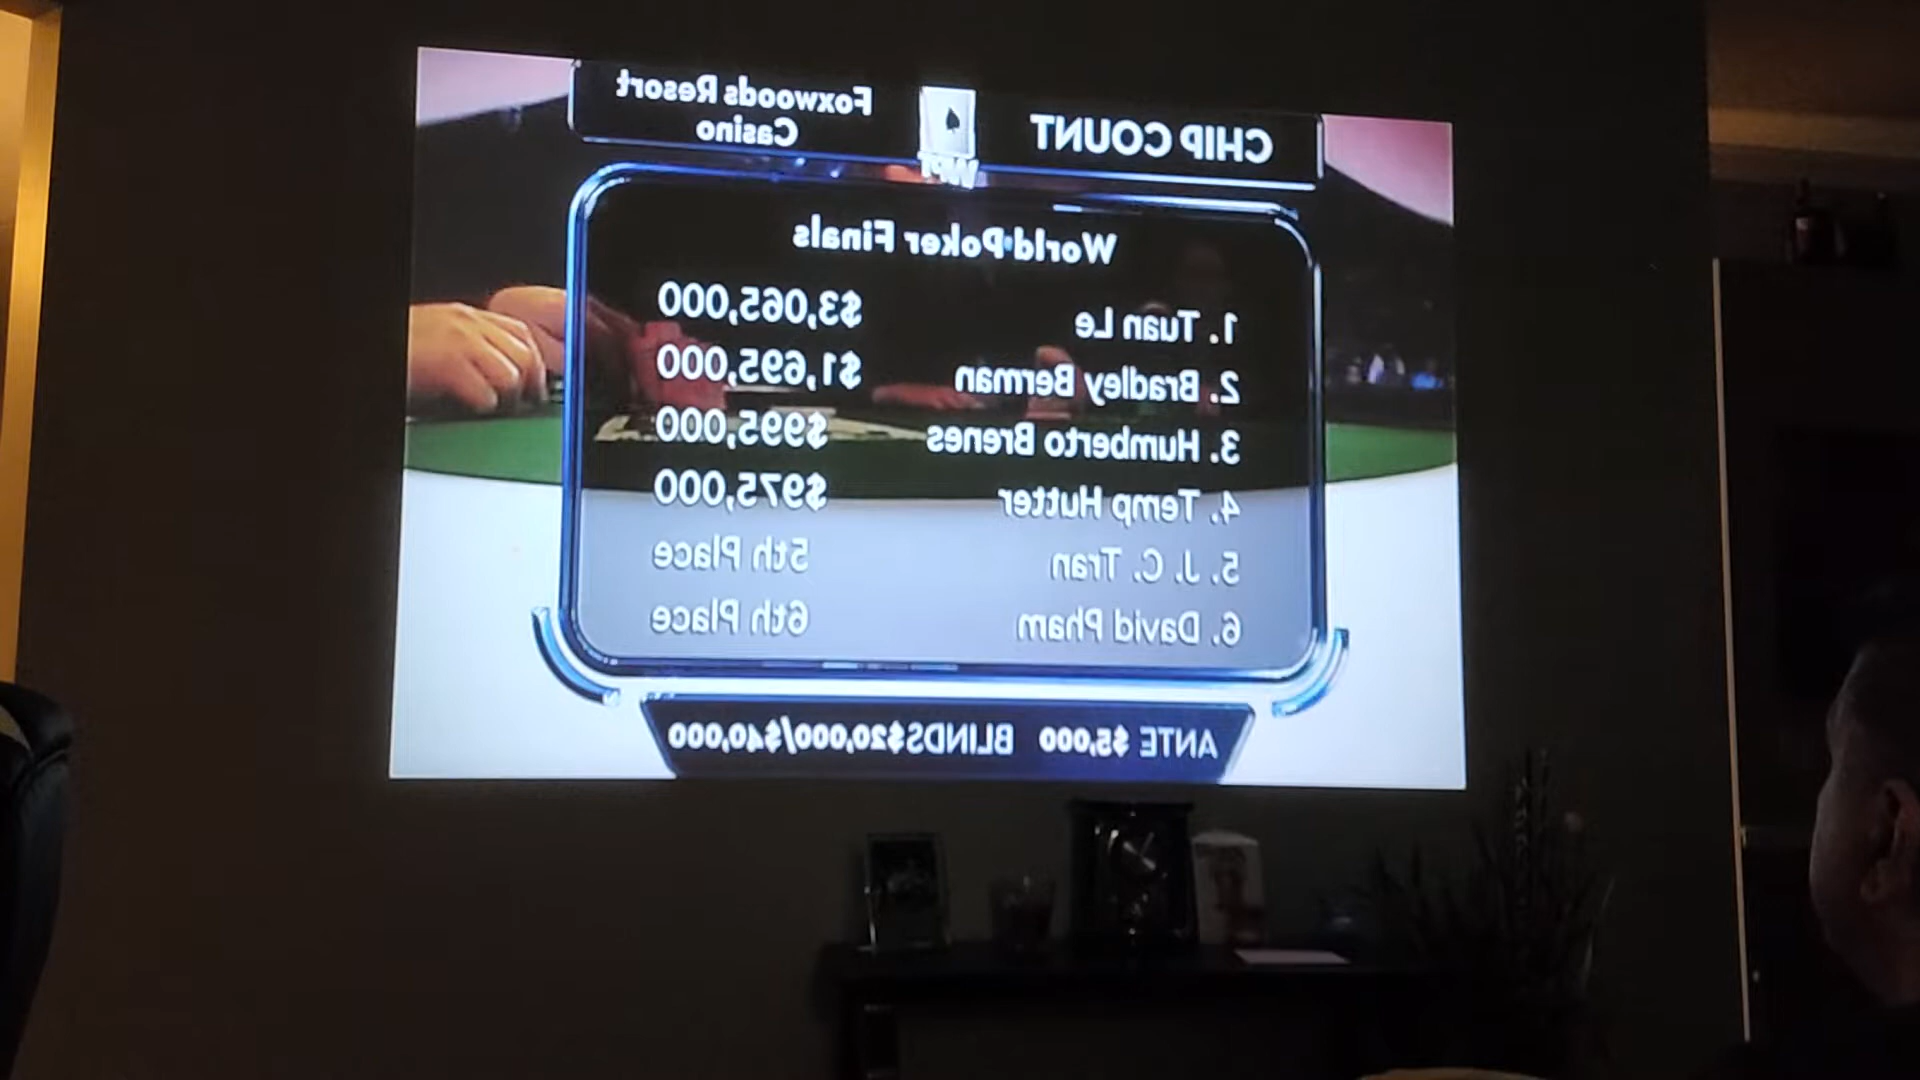 CHIP COUNT
WPT
Foxwoods Resort
Casino
World Poker Finals
1. Tuan Le $3,065,000
2. Bradley Berman $1,695,000
3. Humberto Brenes $995,000
4. Temp Hutter $975,000
5. J. C. Tran 5th Place
6. David Pham 6th Place
ANTE $5,000 BLINDS $20,000/$40,000